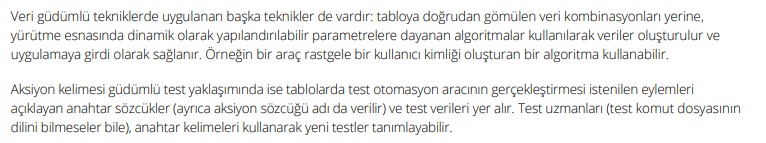 Veri güdümlü tekniklerde uygulanan başka teknikler de vardır: tabloya doğrudan gömülen veri kombinasyonları yerine,
yürütme esnasında dinamik olarak yapılandırılabilir parametrelere dayanan algoritmalar kullanılarak veriler oluşturulur ve
uygulamaya girdi olarak sağlanır. Örneğin bir araç rastgele bir kullanıcı kimliği oluşturan bir algoritma kullanabilir.
Aksiyon kelimesi güdümlü test yaklaşımında ise tablolarda test otomasyon aracının gerçekleştirmesi istenilen eylemleri
açıklayan anahtar sözcükler (ayrıca aksiyon sözcüğü adı da verilir) ve test verileri yer alır. Test uzmanları (test komut dosyasının
dilini bilmeseler bile), anahtar kelimeleri kullanarak yeni testler tanımlayabilir.